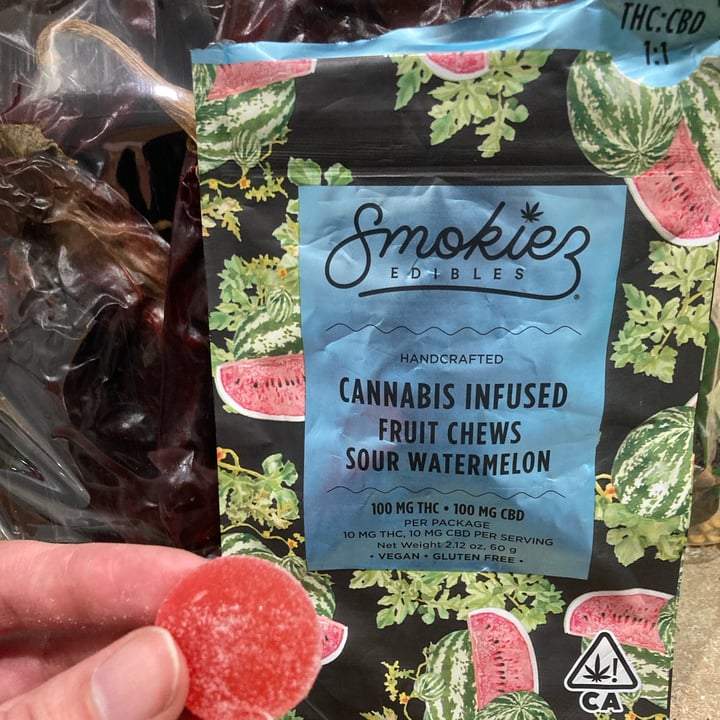 THC:CBD
1:1
Smokiez
EDIBLES
HANDCRAFTED
CANNABIS INFUSED
FRUIT CHEWS
SOUR WATERMELON
100 MG THC • 100 MG CBD
PER PACKAGE
10 MG THC, 10 MG CBD PER SERVING
Net Weight 2.12 oz, 60 g
• VEGAN • GLUTEN FREE •
!
CA